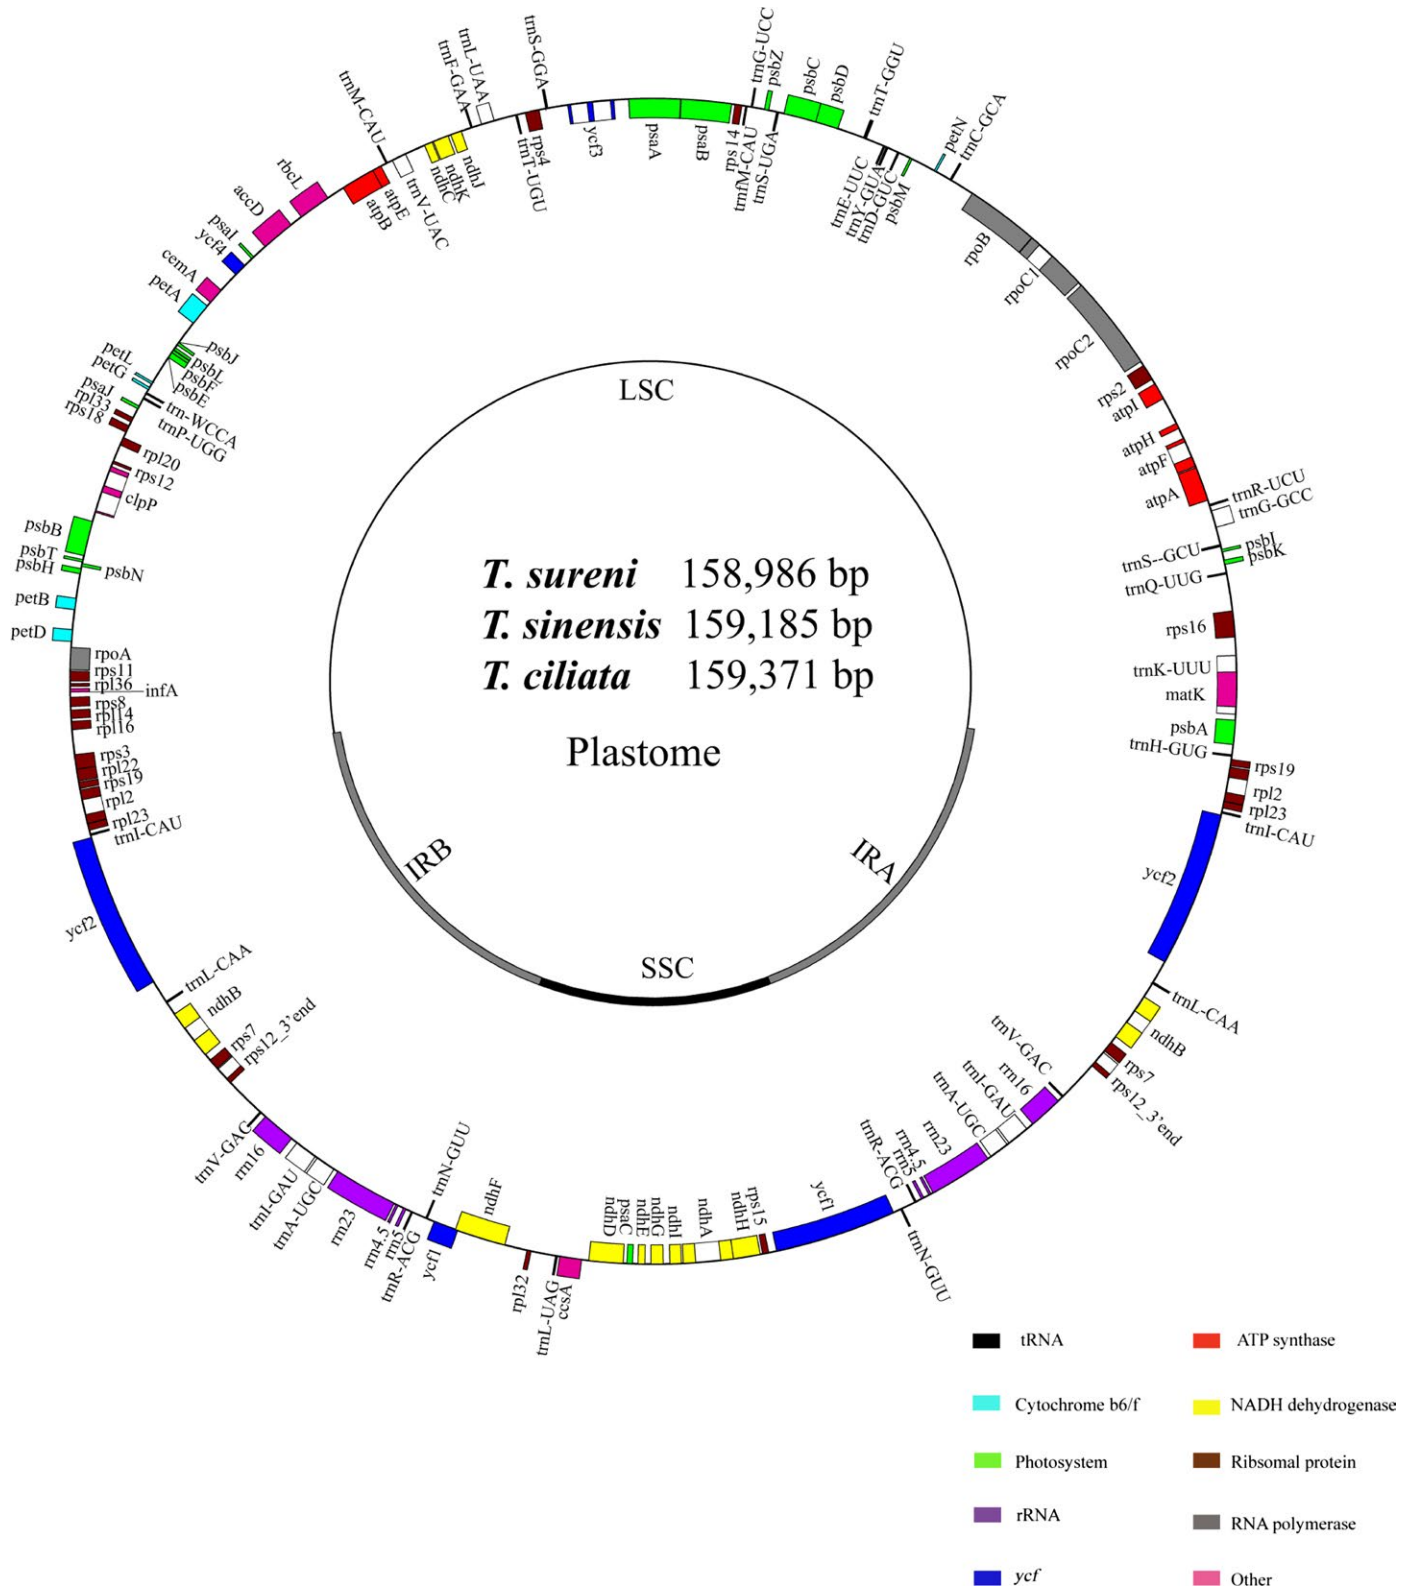 trnH-GUG
psbA
matK
trnK-UUU
rps16
trnQ-UUG
psbK
psbI
trnS--GCU
trnG-GCC
trnR-UCU
atpA
atpF
atpH
atpI
rps2
rpoC2
rpoC1
rpoB
trnC-GCA
petN
psbM
trnD-GUC
trnY-GUA
trnE-UUC
trnT-GGU
psbD
psbC
trnS-UGA
psbZ
trnG-UCC
trnfM-CAU
rps14
psaB
psaA
ycf3
trnS-GGA
rps4
trnT-UGU
trnL-UAA
trnF-GAA
ndhJ
ndhK
ndhC
trnV-UAC
trnM-CAU
atpE
atpB
rbcL
accD
psaI
ycf4
cemA
petA
psbJ
psbL
psbF
psbE
petL
petG
trn-WCCA
trnP-UGG
psaJ
rpl33
rps18
rpl20
rps12
clpP
psbB
psbT
psbH
psbN
petB
petD
rpoA
rps11
rpl36
infA
rps8
rpl14
rpl16
rps3
rpl22
rps19
rpl2
rpl23
trnI-CAU
ycf2
trnL-CAA
ndhB
rps7
rps12_3’end
trnV-GAC
rrn16
trnI-GAU
trnA-UGC
rrn23
rrn4.5
rrn5
trnR-ACG
trnN-GUU
ycf1
ndhF
rpl32
trnL-UAG
ccsA
ndhD
psaC
ndhE
ndhG
ndhI
ndhA
ndhH
rps15
ycf1
trnN-GUU
trnR-ACG
rrn5
rrn4.5
rrn23
trnA-UGC
trnI-GAU
rrn16
trnV-GAC
rps12_3’end
rps7
ndhB
trnL-CAA
ycf2
trnI-CAU
rpl23
rpl2
rps19
LSC
T. sureni 158,986 bp
T. sinensis 159,185 bp
T. ciliata 159,371 bp
Plastome
IRB
IRA
SSC
tRNA
ATP synthase
Cytochrome b6/f
NADH dehydrogenase
Photosystem
Ribsomal protein
rRNA
RNA polymerase
ycf
Other